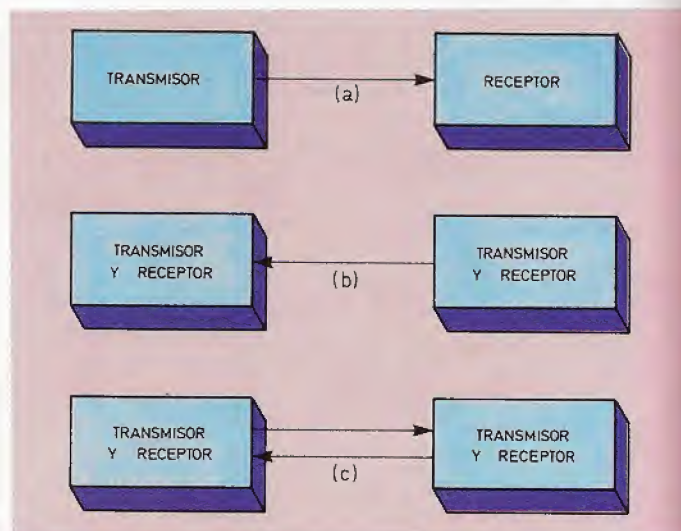 TRANSMISOR
(a)
RECEPTOR
TRANSMISOR
Y RECEPTOR
(b)
TRANSMISOR
Y RECEPTOR
TRANSMISOR
Y RECEPTOR
(c)
TRANSMISOR
Y RECEPTOR